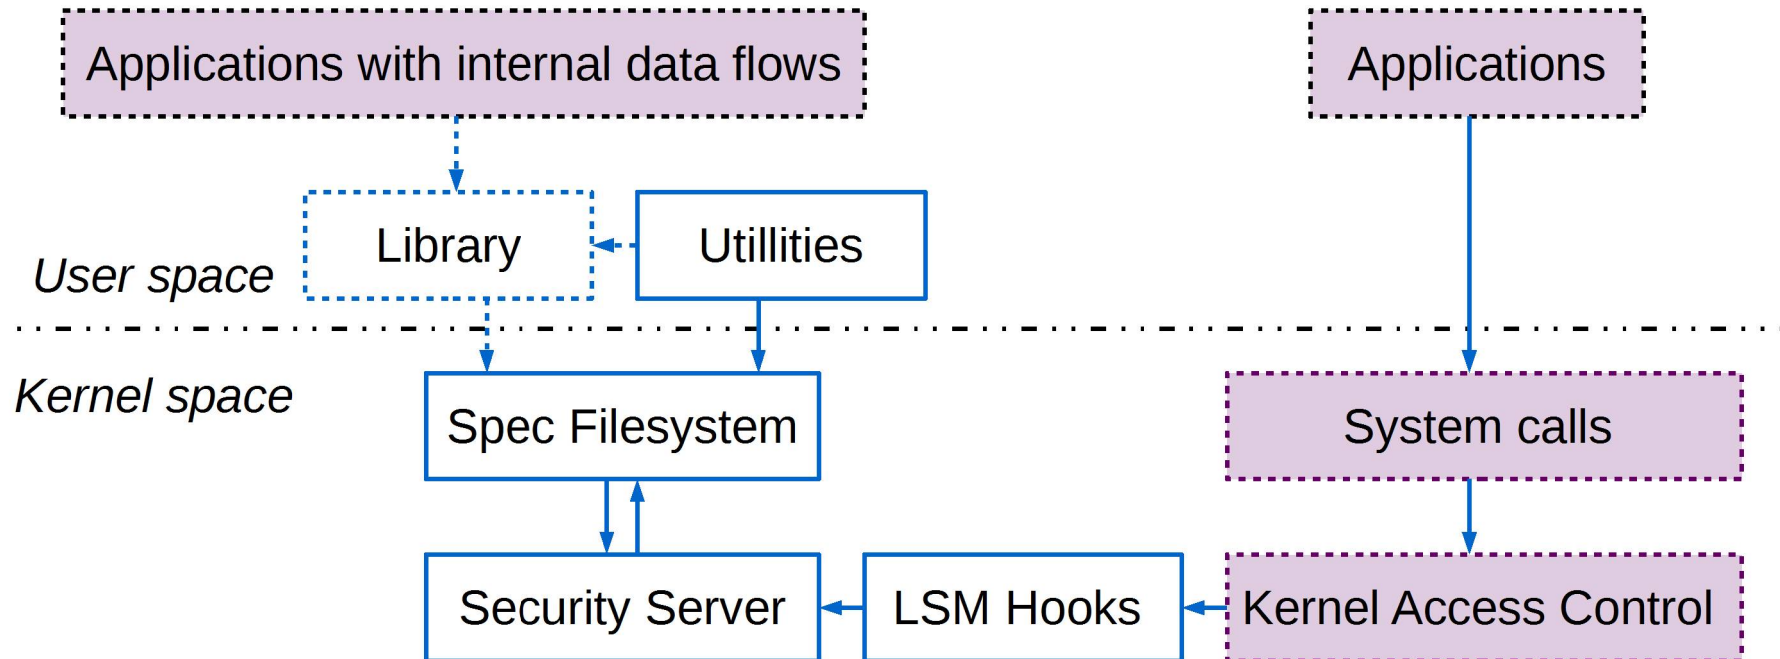 Applications with internal data flows
Applications
Library
Utillities
User space
Kernel space
Spec Filesystem
System calls
Security Server
LSM Hooks
Kernel Access Control